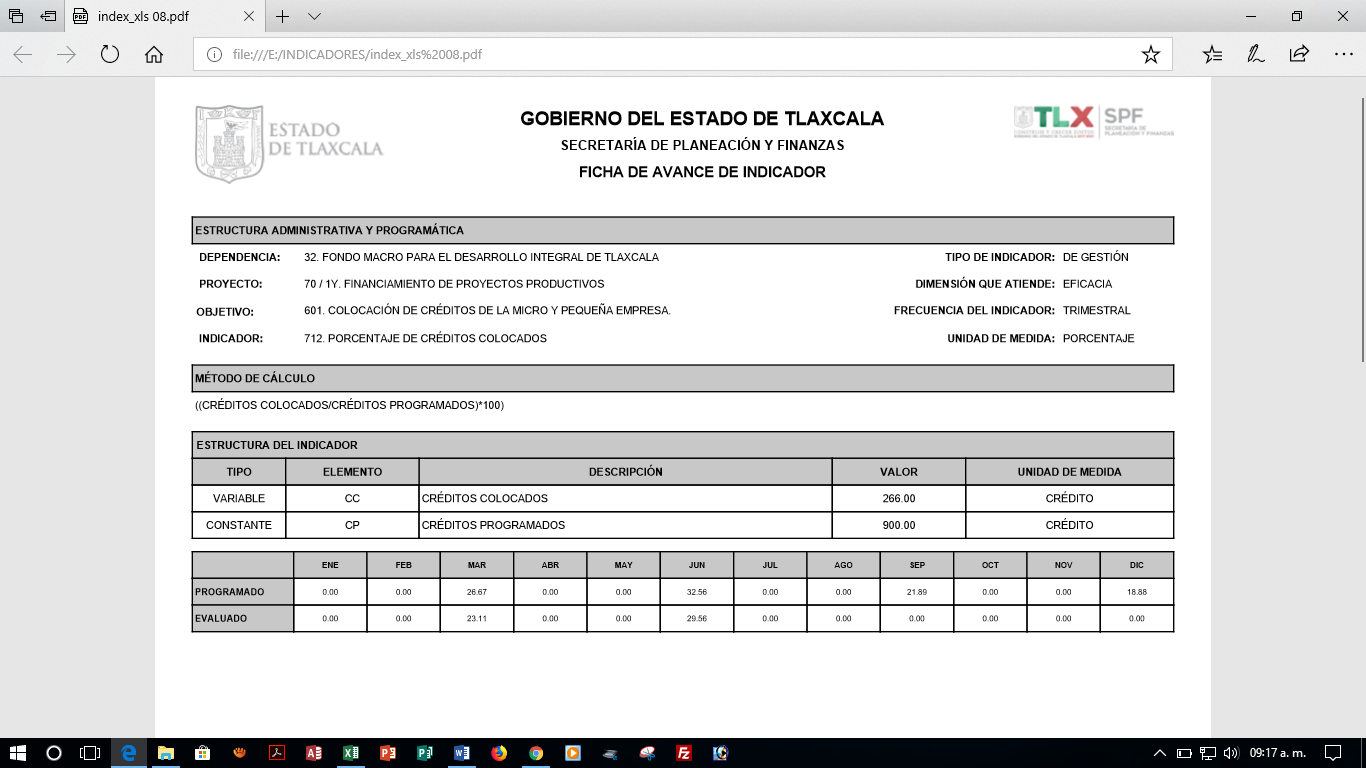 index_xls 08.pdf
file:///E:/INDICADORES/index_xls%2008.pdf
ESTADO
DE TLAXCALA
GOBIERNO DEL ESTADO DE TLAXCALA
SECRETARÍA DE PLANEACIÓN Y FINANZAS
FICHA DE AVANCE DE INDICADOR
TLX
SPF
SECRETARÍA DE
PLANEACIÓN Y FINANZAS
ESTRUCTURA ADMINISTRATIVA Y PROGRAMÁTICA
DEPENDENCIA: 32. FONDO MACRO PARA EL DESARROLLO INTEGRAL DE TLAXCALA TIPO DE INDICADOR: DE GESTIÓN
PROYECTO: 70 / 1Y. FINANCIAMIENTO DE PROYECTOS PRODUCTIVOS DIMENSIÓN QUE ATIENDE: EFICACIA
OBJETIVO: 601. COLOCACIÓN DE CRÉDITOS DE LA MICRO Y PEQUEÑA EMPRESA. FRECUENCIA DEL INDICADOR: TRIMESTRAL
INDICADOR: 712. PORCENTAJE DE CRÉDITOS COLOCADOS UNIDAD DE MEDIDA: PORCENTAJE
MÉTODO DE CÁLCULO
((CRÉDITOS COLOCADOS/CRÉDITOS PROGRAMADOS)*100)
ESTRUCTURA DEL INDICADOR
TIPO ELEMENTO DESCRIPCIÓN VALOR UNIDAD DE MEDIDA
VARIABLE CC CRÉDITOS COLOCADOS 266.00 CRÉDITO
CONSTANTE CP CRÉDITOS PROGRAMADOS 900.00 CRÉDITO
ENE FEB MAR ABR MAY JUN JUL AGO SEP OCT NOV DIC
PROGRAMADO 0.00 0.00 26.67 0.00 0.00 32.56 0.00 0.00 21.89 0.00 0.00 18.88
EVALUADO 0.00 0.00 23.11 0.00 0.00 29.56 0.00 0.00 0.00 0.00 0.00 0.00
09:17 a. m.